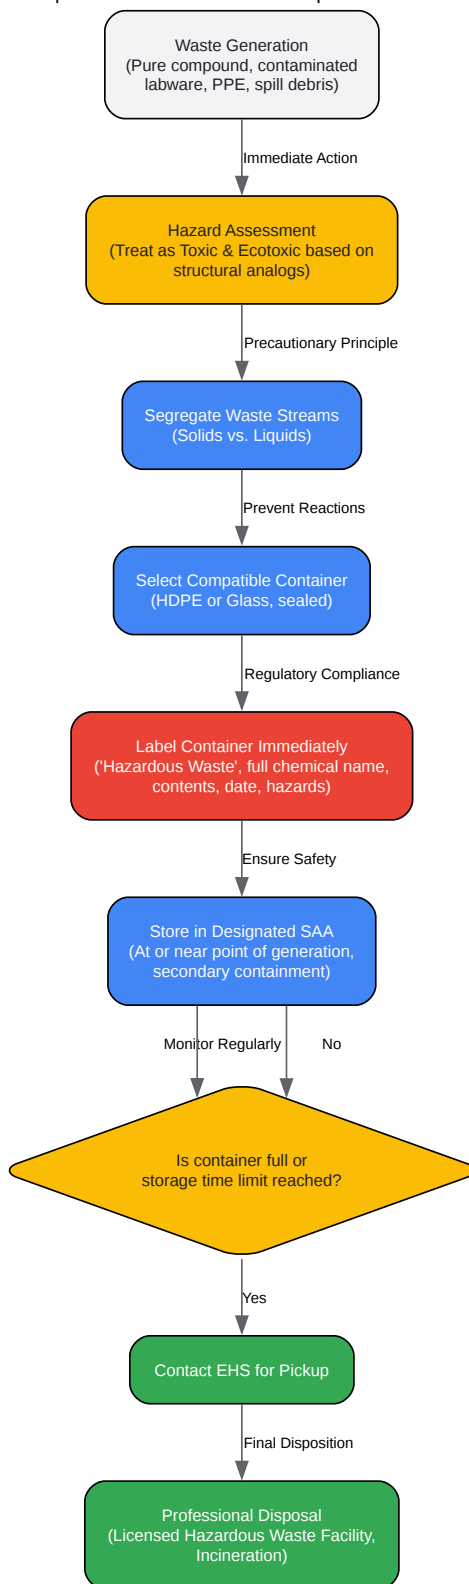 Waste Generation
(Pure compound, contaminated
labware, PPE, spill debris)
Immediate Action
Hazard Assessment
(Treat as Toxic & Ecotoxic based on
structural analogs)
Precautionary Principle
Segregate Waste Streams
(Solids vs. Liquids)
Prevent Reactions
Select Compatible Container
(HDPE or Glass, sealed)
Regulatory Compliance
Label Container Immediately
('Hazardous Waste', full chemical name,
contents, date, hazards)
Ensure Safety
Store in Designated SAA
(At or near point of generation,
secondary containment)
Monitor Regularly No
Is container full or
storage time limit reached?
Yes
Contact EHS for Pickup
Final Disposition
Professional Disposal
(Licensed Hazardous Waste Facility,
Incineration)